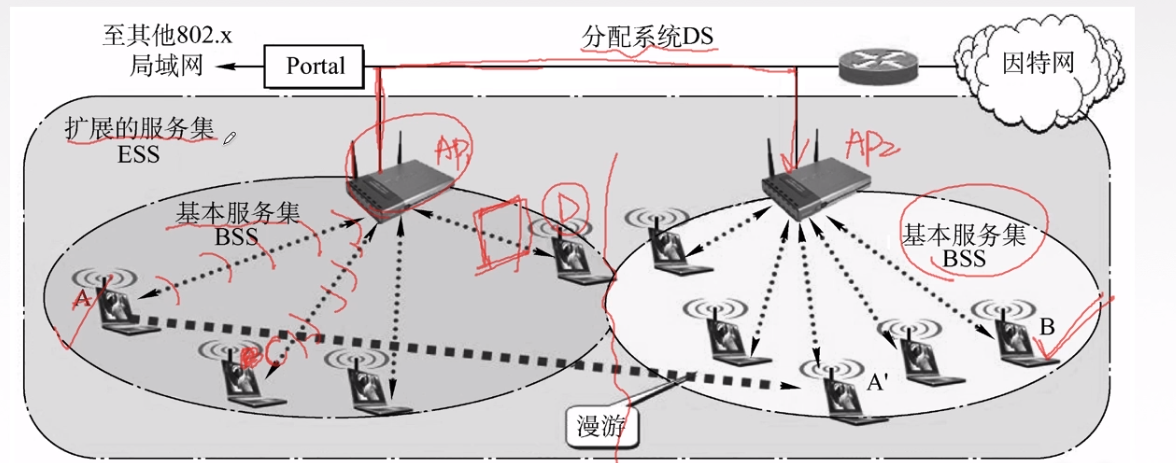 至其他802.x
局域网
Portal
分配系统DS
因特网
扩展的服务集
ESS
AP1
AP2
基本服务集
BSS
D
基本服务集
BSS
A
B
C
A'
漫游